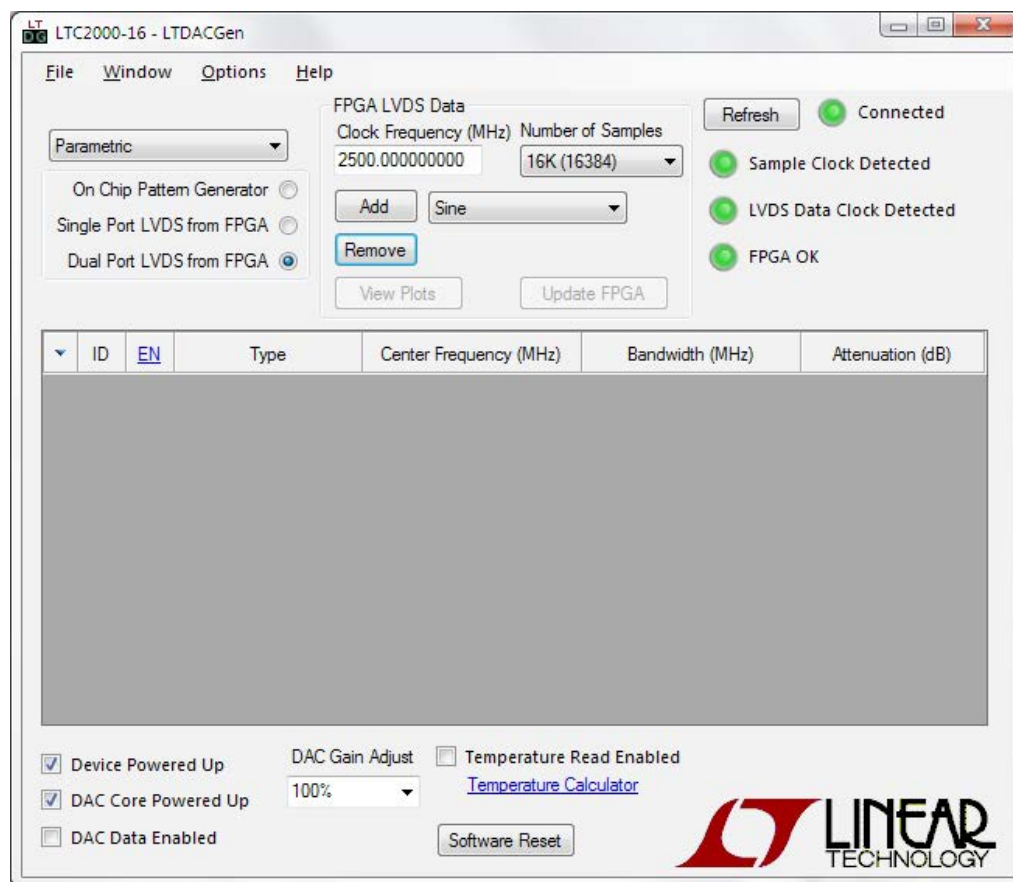 LT
DG
LTC2000-16 - LTDACGen
File Window Options Help
Parametric
On Chip Pattern Generator
Single Port LVDS from FPGA
Dual Port LVDS from FPGA
FPGA LVDS Data
Clock Frequency (MHz) Number of Samples
2500.000000000 16K (16384)
Add Sine
Remove
View Plots Update FPGA
Refresh Connected
Sample Clock Detected
LVDS Data Clock Detected
FPGA OK
ID EN Type Center Frequency (MHz) Bandwidth (MHz) Attenuation (dB)
Device Powered Up
DAC Core Powered Up
DAC Data Enabled
DAC Gain Adjust
100%
Temperature Read Enabled
Temperature Calculator
Software Reset
LINEAR
TECHNOLOGY